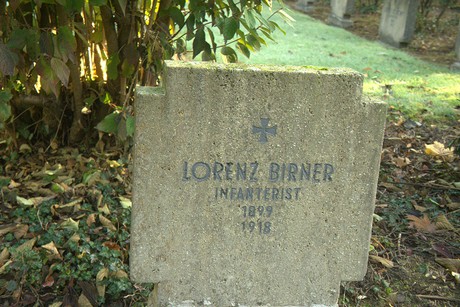 LORENZ BIRNER
INFANTERIST
1899
1918